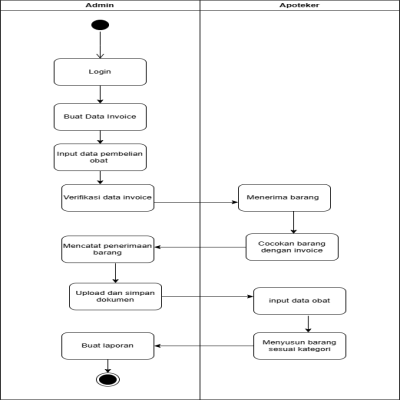 Admin
Apoteker
Login
Buat Data Invoice
Input data pembelian
obat
Verifikasi data invoice
Menerima barang
Cocokan barang
dengan invoice
Mencatat penerimaan
barang
Upload dan simpan
dokumen
input data obat
Menyusun barang
sesuai kategori
Buat laporan